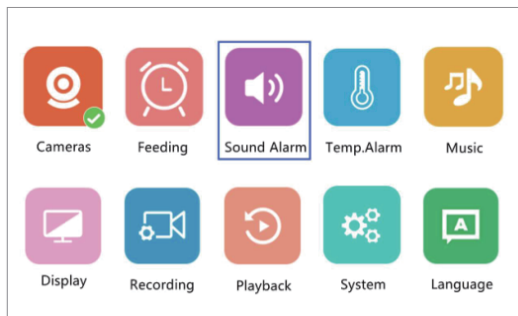 Cameras Feeding Sound Alarm Temp.Alarm Music
A
Display Recording Playback System Language